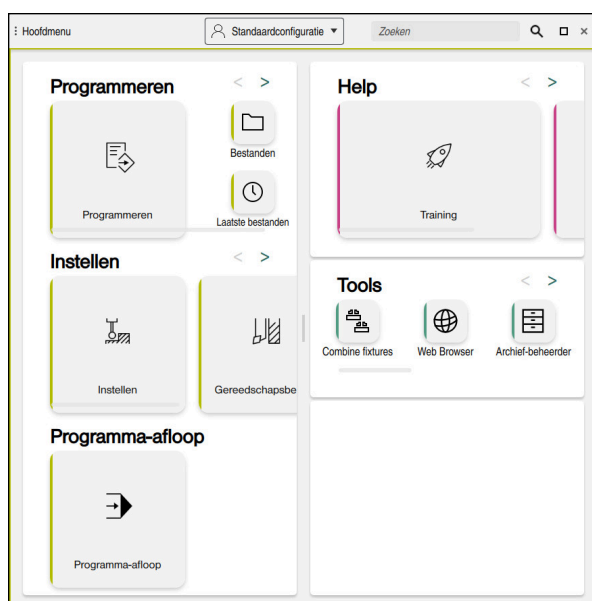 Hoofdmenu
Standaardconfiguratie
Zoeken
Programmeren
Programmeren
Bestanden
Laatste bestanden
Instellen
Instellen
Gereedschapsbe
Programma-afloop
Programma-afloop
Help
Training
Tools
Combine fixtures
Web Browser
Archief-beheerder